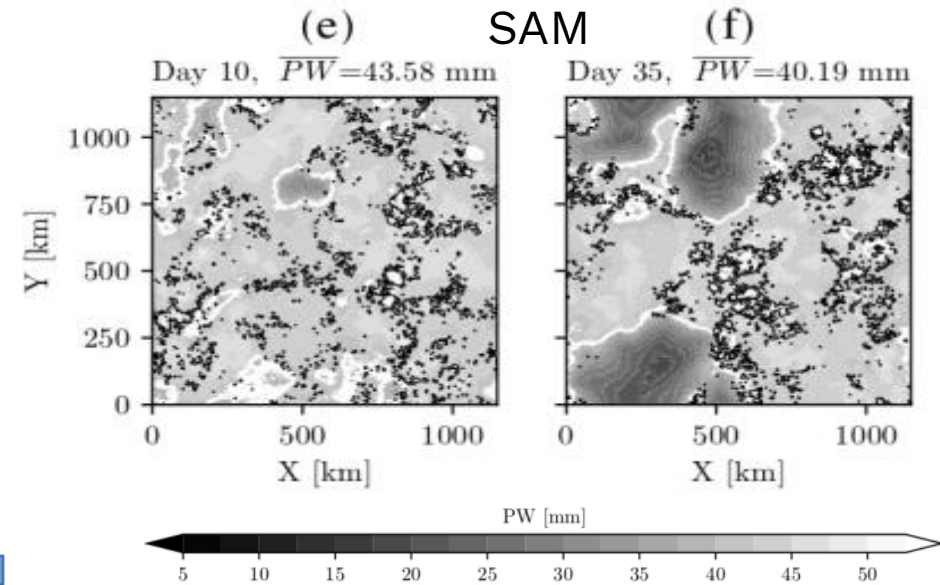 (e) SAM (f)
Day 10, PW=43.58 mm Day 35, PW=40.19 mm
1000
750
500
250
0
Y [km]
0 500 1000 0 500 1000
X [km] X [km]
PW [mm]
5 10 15 20 25 30 35 40 45 50